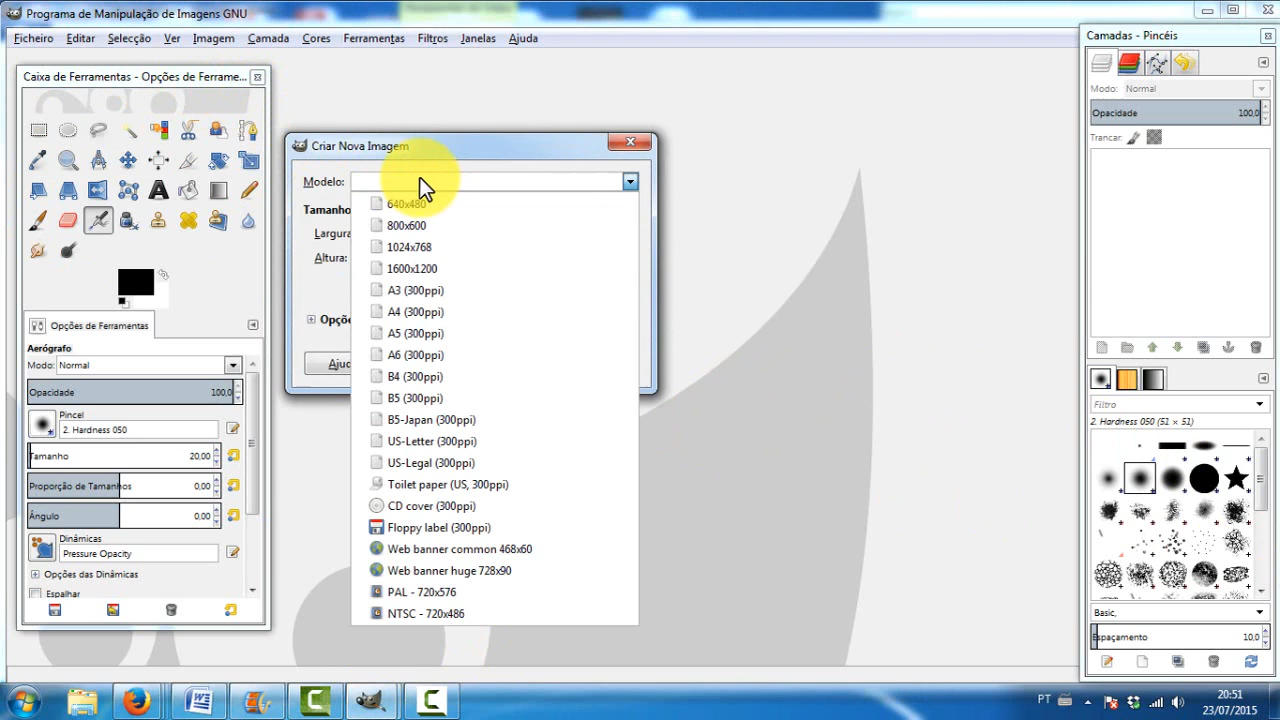 Programa de Manipulação de Imagens GNU
Ficheiro Editar Selecção Ver Imagem Camada Cores Ferramentas Filtros Janelas Ajuda
Caixa de Ferramentas - Opções de Ferrame...
Opções de Ferramentas
Aerógrafo
Modo: Normal
Opacidade 100,0
Pincel
2. Hardness 050
Tamanho 20,00
Proporção de Tamanhos 0,00
Ângulo 0,00
Dinâmicas
Pressure Opacity
Opções das Dinâmicas
Espalhar
Criar Nova Imagem
Modelo:
Tamanho
Largura
Altura:
Opçõe
Ajud
640x480
800x600
1024x768
1600x1200
A3 (300ppi)
A4 (300ppi)
A5 (300ppi)
A6 (300ppi)
B4 (300ppi)
B5 (300ppi)
B5-Japan (300ppi)
US-Letter (300ppi)
US-Legal (300ppi)
Toilet paper (US, 300ppi)
CD cover (300ppi)
Floppy label (300ppi)
Web banner common 468x60
Web banner huge 728x90
PAL - 720x576
NTSC - 720x486
Camadas - Pincéis
Modo: Normal
Opacidade 100,0
Trancar:
Filtro
2. Hardness 050 (51 × 51)
Basic,
Espaçamento 10,0
PT
20:51
23/07/2015